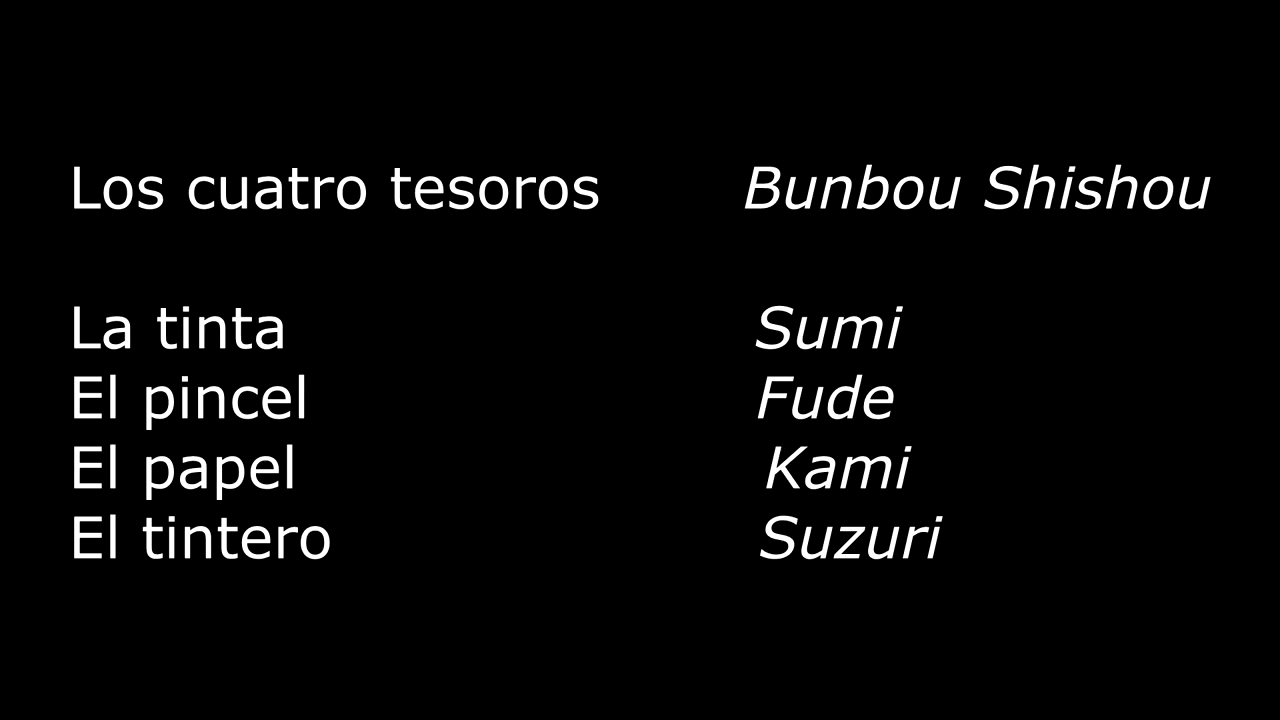 Los cuatro tesoros Bunbou Shishou
La tinta Sumi
El pincel Fude
El papel Kami
El tintero Suzuri